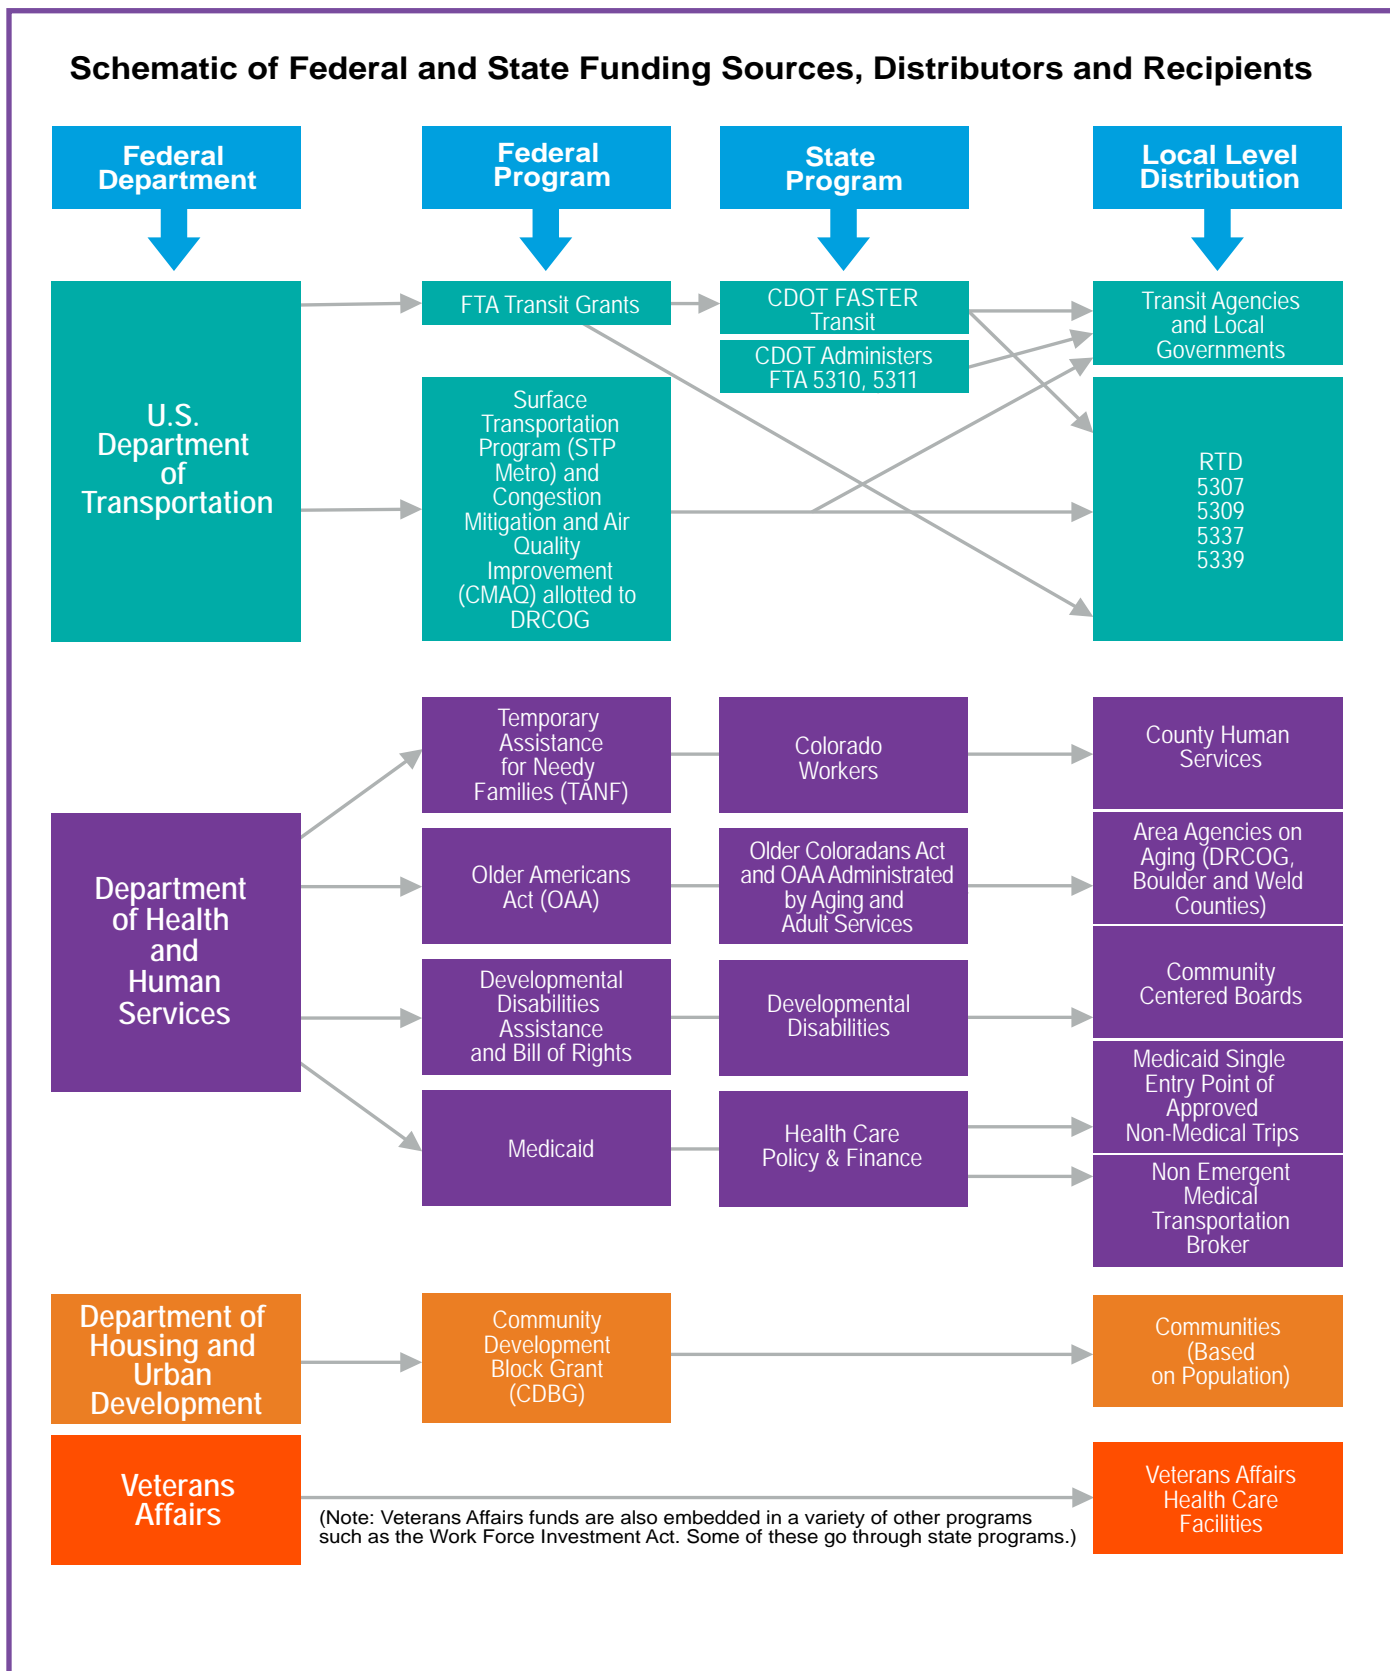 Schematic of Federal and State Funding Sources, Distributors and Recipients
Federal
Department
Federal
Program
State
Program
Local Level
Distribution
U.S.
Department
of
Transportation
FTA Transit Grants
CDOT FASTER
Transit
CDOT Administers
FTA 5310, 5311
Transit Agencies
and Local
Governments
Surface
Transportation
Program (STP
Metro) and
Congestion
Mitigation and Air
Quality
Improvement
(CMAQ) allotted to
DRCOG
RTD
5307
5309
5337
5339
Department
of Health
and
Human
Services
Temporary
Assistance
for Needy
Families (TANF)
Colorado
Workers
County Human
Services
Older Americans
Act (OAA)
Older Coloradans Act
and OAA Administrated
by Aging and
Adult Services
Area Agencies on
Aging (DRCOG,
Boulder and Weld
Counties)
Developmental
Disabilities
Assistance
and Bill of Rights
Developmental
Disabilities
Community
Centered Boards
Medicaid
Health Care
Policy & Finance
Medicaid Single
Entry Point of
Approved
Non-Medical Trips
Non Emergent
Medical
Transportation
Broker
Department of
Housing and
Urban
Development
Community
Development
Block Grant
(CDBG)
Communities
(Based
on Population)
Veterans
Affairs
(Note: Veterans Affairs funds are also embedded in a variety of other programs
such as the Work Force Investment Act. Some of these go through state programs.)
Veterans Affairs
Health Care
Facilities